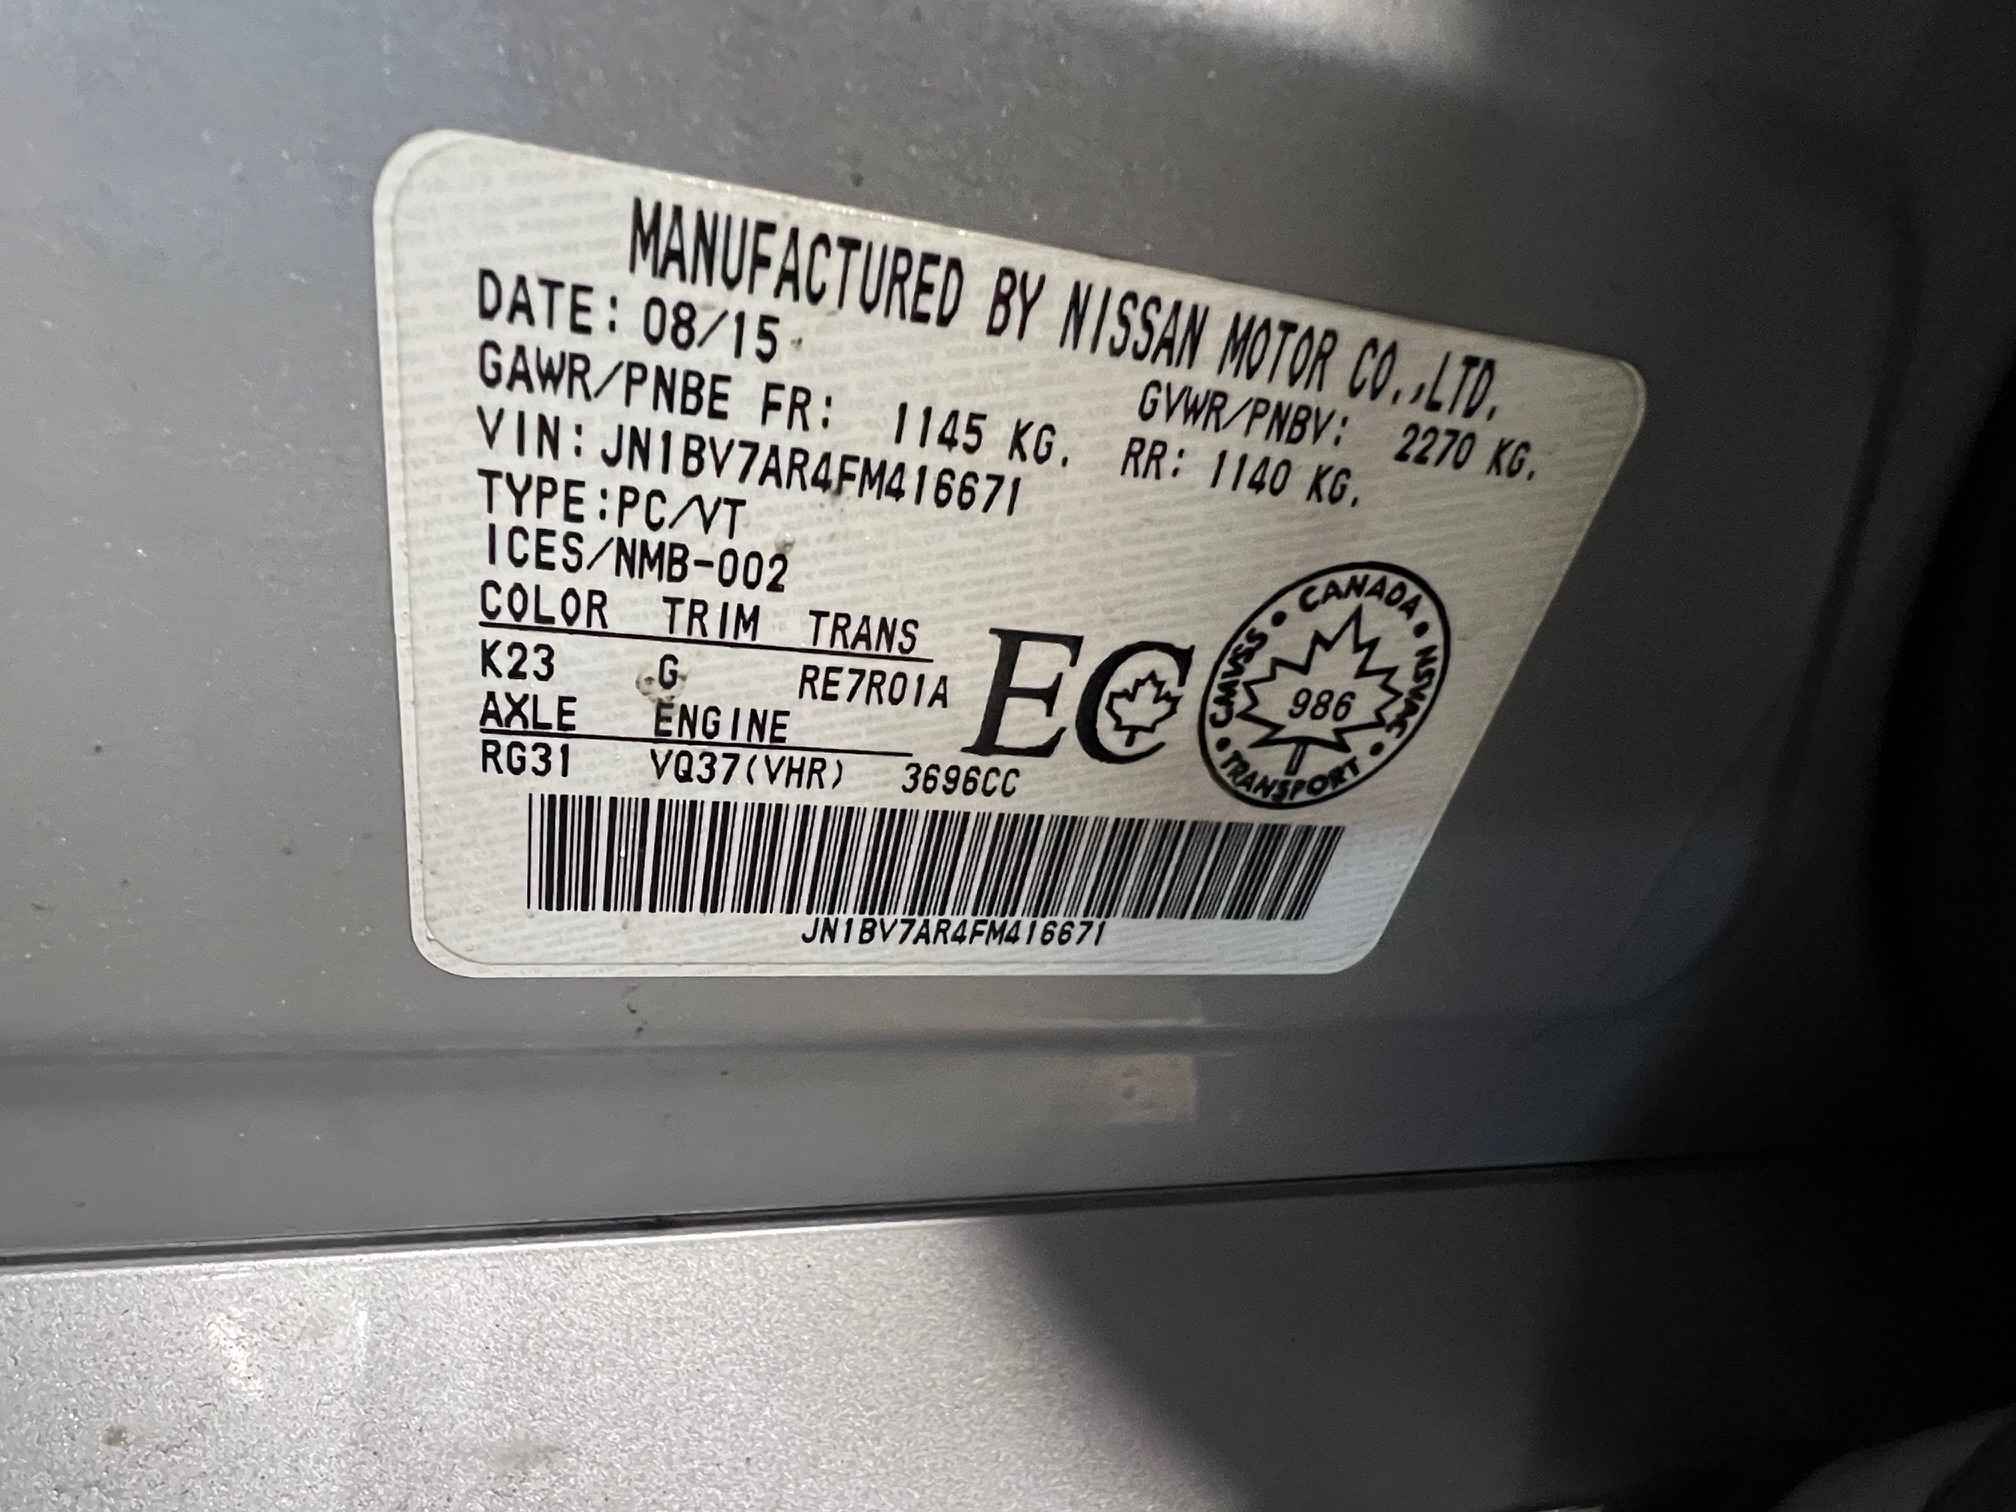 MANUFACTURED BY NISSAN MOTOR CO.,LTD.
DATE: 08/15 GVWR/PNBV: 2270 KG.
GAWR/PNBE FR: 1145 KG. RR: 1140 KG.
VIN: JN1BV7AR4FM416671
TYPE:PC/VT
ICES/NMB-002
COLOR TRIM TRANS
K23 G RE7R01A
AXLE ENGINE
RG31 VQ37(VHR) 3696CC
EC
CANADA • NSVAC • TRANSPORT • CMVSS •
986
JN1BV7AR4FM416671